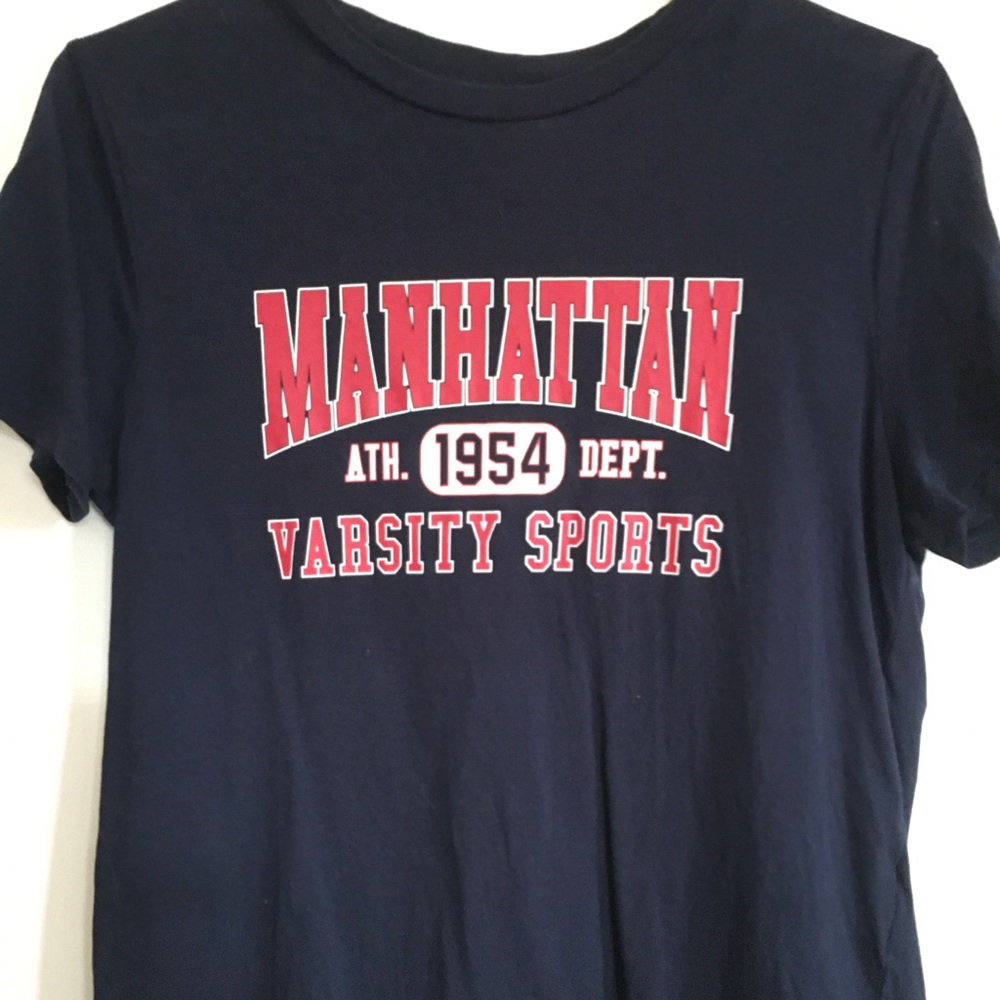 MANHATTAN
ATH. 1954 DEPT.
VARSITY SPORTS